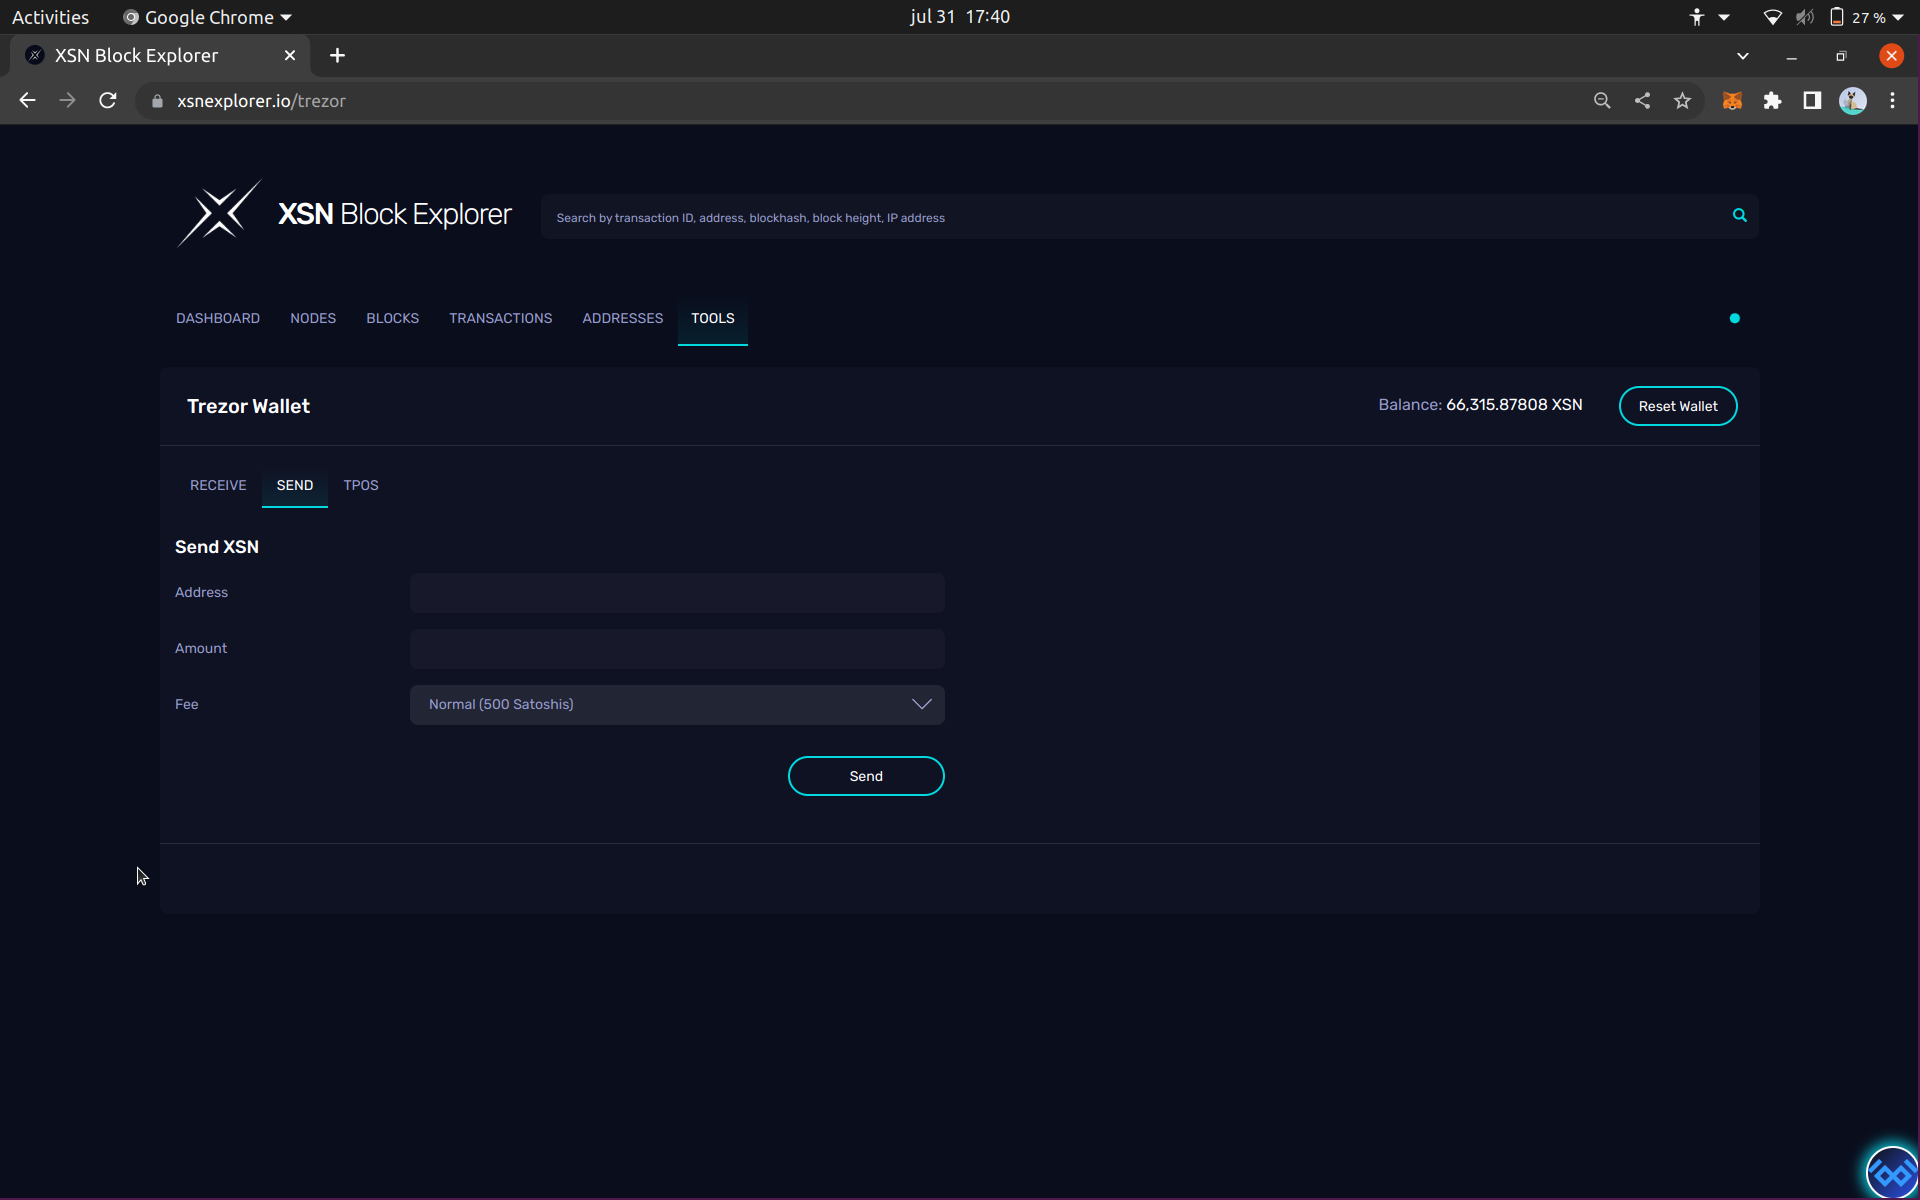 Activities
Google Chrome
jul 31 17:40
27 %
XSN Block Explorer
xsnexplorer.io/trezor
XSN Block Explorer
Search by transaction ID, address, blockhash, block height, IP address
DASHBOARD
NODES
BLOCKS
TRANSACTIONS
ADDRESSES
TOOLS
Trezor Wallet
Balance: 66,315.87808 XSN
Reset Wallet
RECEIVE
SEND
TPOS
Send XSN
Address
Amount
Fee
Normal (500 Satoshis)
Send